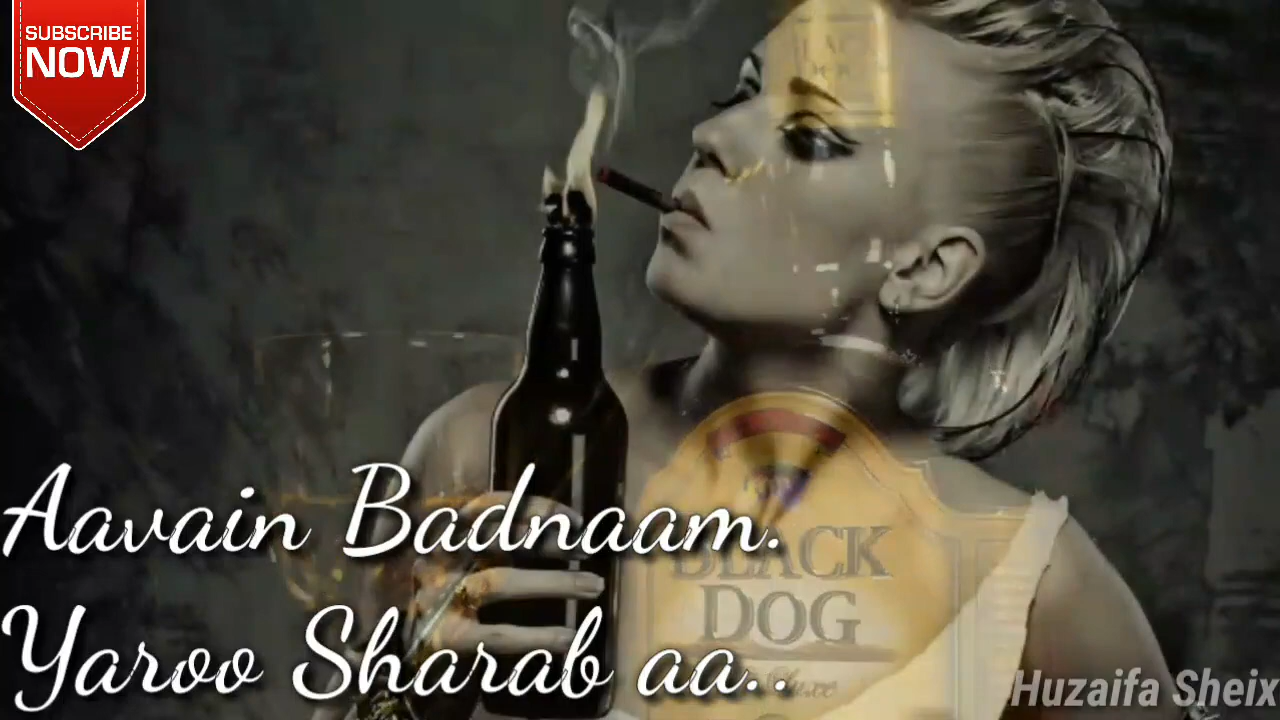 SUBSCRIBE
NOW
Aavain Badnaam.
Yaroo Sharab aa..
BLACK
DOG
Huzaifa Sheix